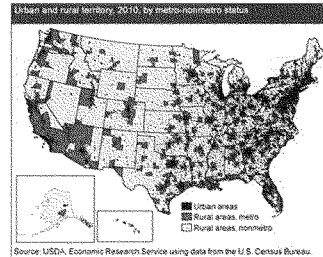 Urban and rural territory, 2010, by metro-nonmetro status
Urban areas
Rural areas, metro
Rural areas, nonmetro
Source: USDA, Economic Research Service using data from the U.S. Census Bureau.